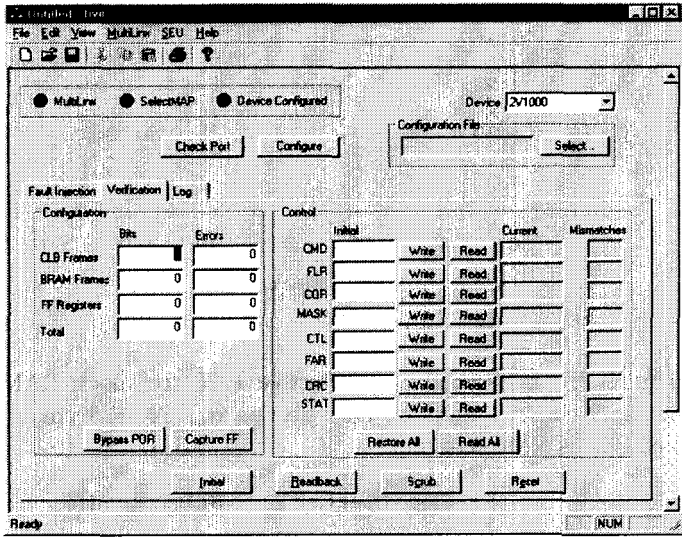 File Edit View MultiLinx SEU Help
MultiLinx SelectMAP Device Configured
Device 2V1000
Configuration File
Check Port Configure Select...
Fault Injection Verification Log
Configuration Control
Bits Errors Initial Current Mismatches
CLB Frames 0
BRAM Frames 0 0
FF Registers 0 0
Total 0 0
CMD Write Read
FLR Write Read
COR Write Read
MASK Write Read
CTL Write Read
FAR Write Read
CRC Write Read
STAT Write Read
Bypass POR Capture FF Restore All Read All
Initial Readback Scrub Reset
Ready NUM